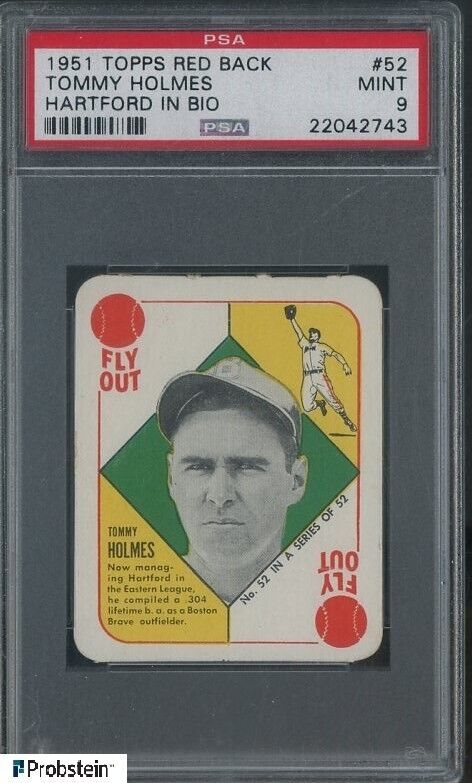 PSA
1951 TOPPS RED BACK #52
TOMMY HOLMES MINT
HARTFORD IN BIO 9
PSA 22042743
FLY
OUT
TOMMY
HOLMES
Now manag-
ing Hartford in
the Eastern League,
he compiled a .304
lifetime b. a. as a Boston
Brave outfielder.
No. 52 IN A SERIES OF 52
FLY
OUT
Probstein™